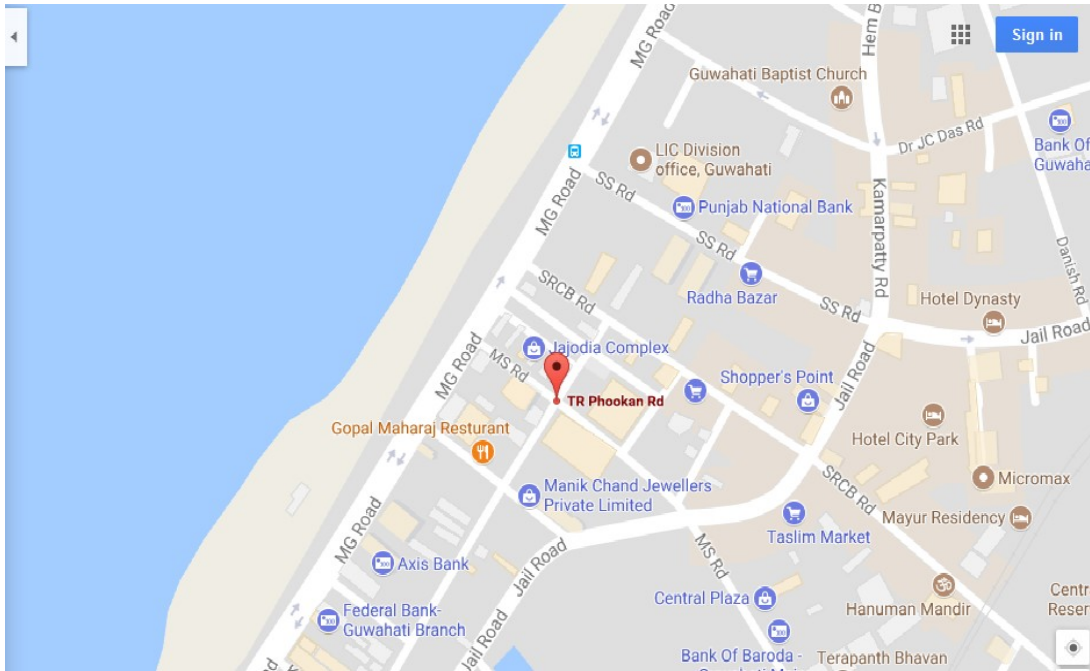 MG Road
Hem B
Sign in
Guwahati Baptist Church
Dr JC Das Rd
Bank Of
Guwaha
LIC Division
office, Guwahati
SS Rd
MG Road
Punjab National Bank
Kamarpatty Rd
SS Rd
Danish Rd
Radha Bazar
SRCB Rd
SS Rd
Hotel Dynasty
Jail Road
MG Road
MS Rd
Jajodia Complex
Shopper's Point
Jail Road
TR Phookan Rd
Gopal Maharaj Resturant
Hotel City Park
Manik Chand Jewellers
Private Limited
SRCB Rd
Micromax
Mayur Residency
MG Road
Taslim Market
Jail Road
MS Rd
Axis Bank
Central Plaza
Hanuman Mandir
Centr
Reser
Federal Bank-
Guwahati Branch
Jail Road
Bank Of Baroda -
Terapanth Bhavan